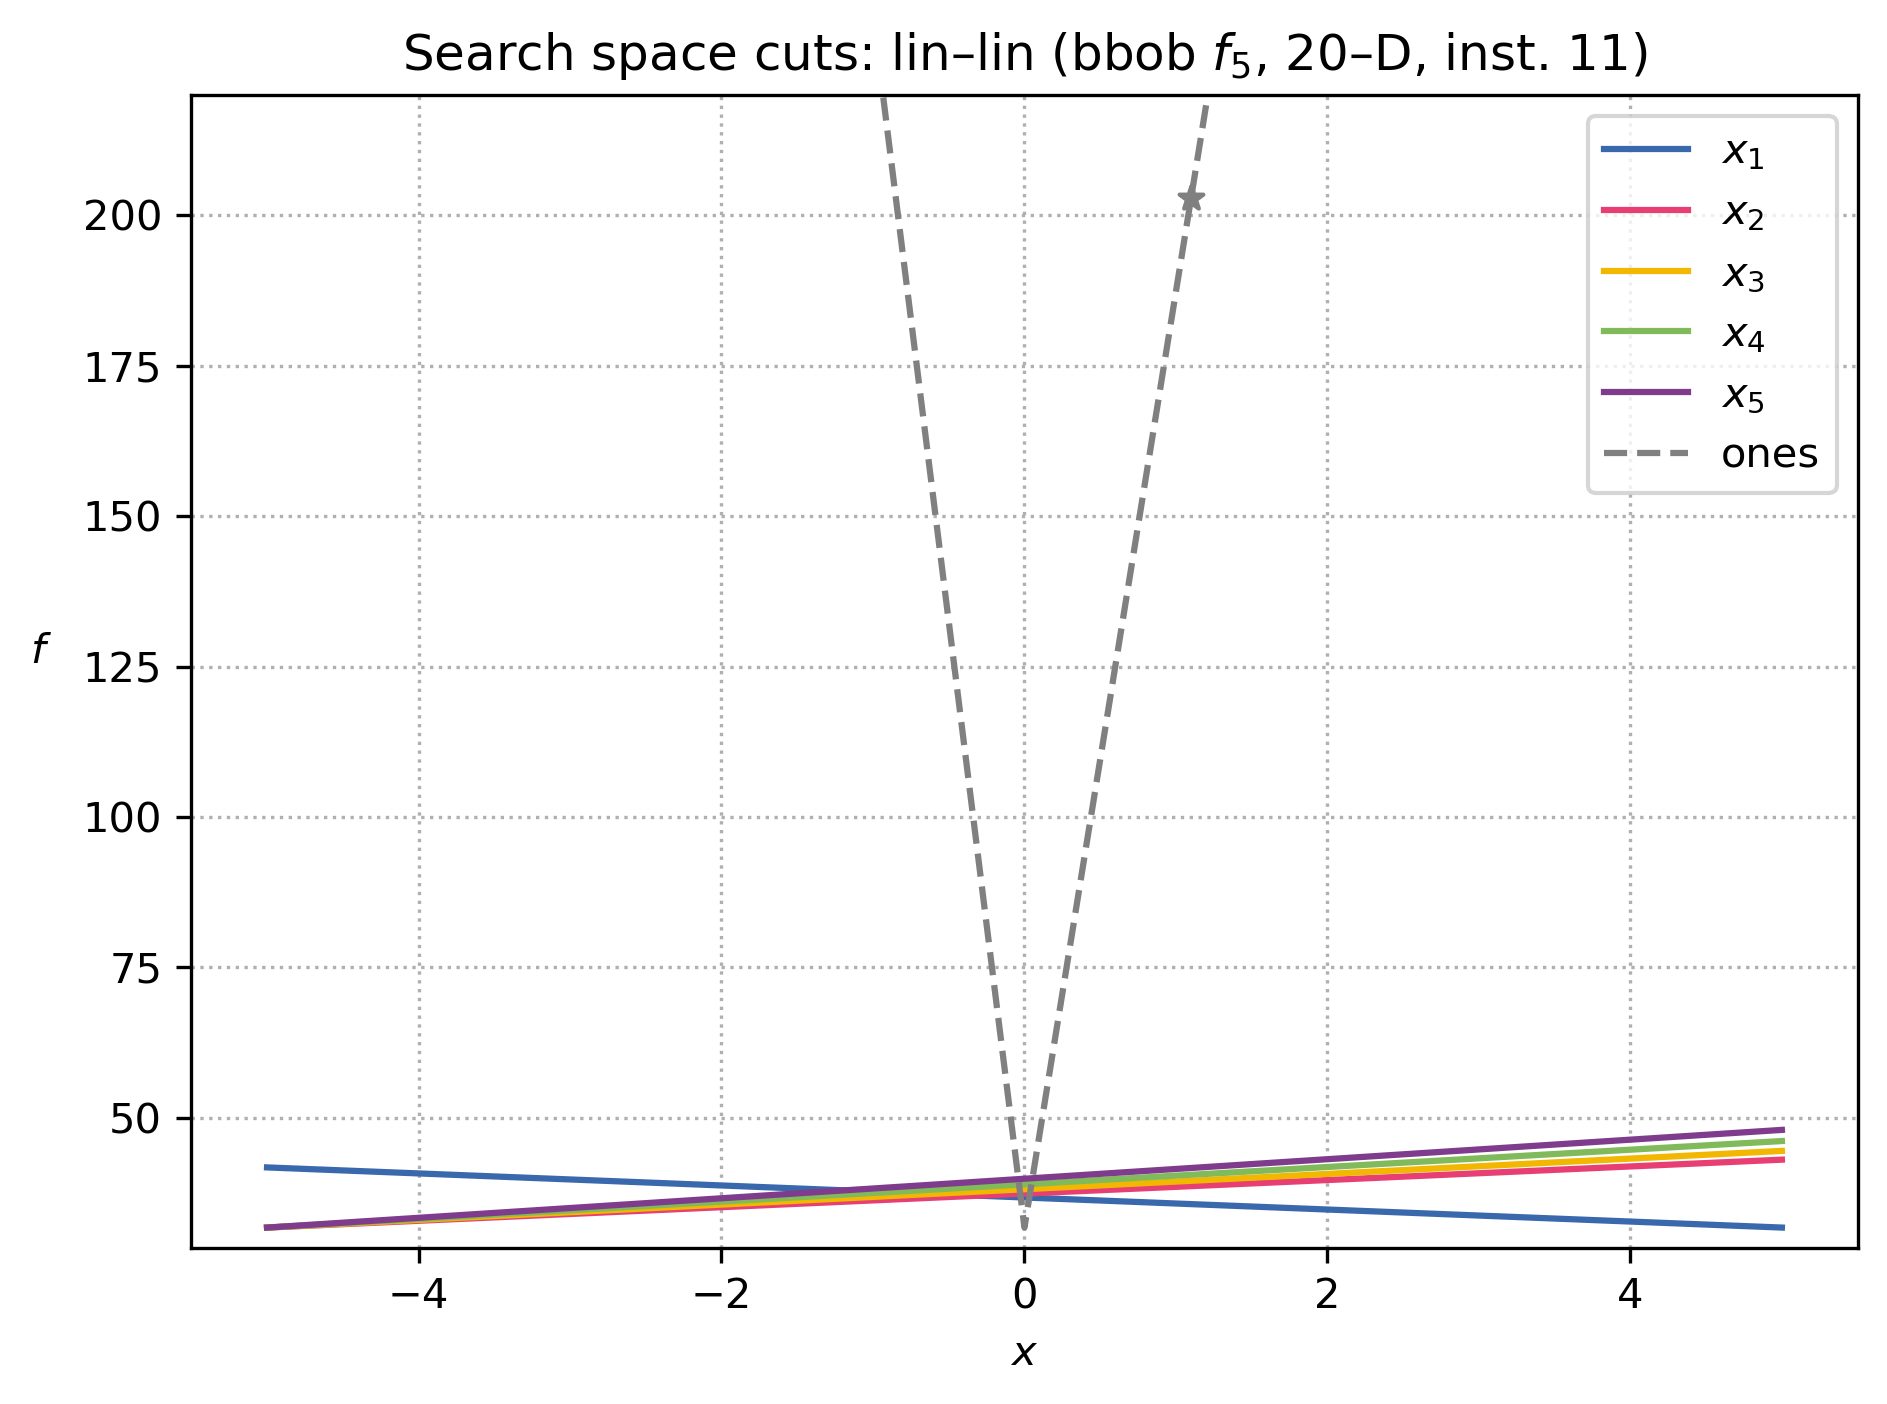 Search space cuts: lin–lin (bbob f₅, 20–D, inst. 11)
x₁
x₂
x₃
x₄
x₅
ones
200
175
150
125
100
75
50
f
−4 −2 0 2 4
x